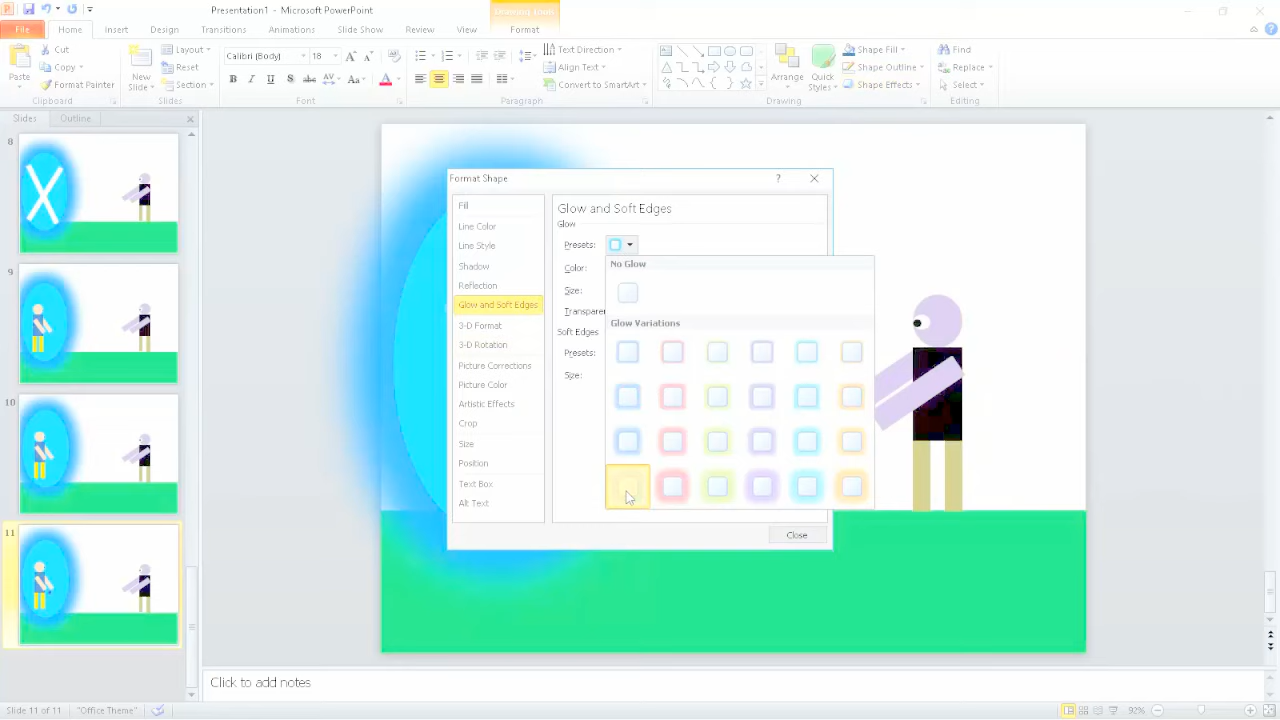 Presentation1 - Microsoft PowerPoint
Drawing Tools
File Home Insert Design Transitions Animations Slide Show Review View Format
Paste
Cut
Copy
Format Painter
Clipboard
New
Slide
Layout
Reset
Section
Slides
Calibri (Body) 18
B I U S abc AV Aa A
Font
Text Direction
Align Text
Convert to SmartArt
Paragraph
Arrange
Quick
Styles
Shape Fill
Shape Outline
Shape Effects
Drawing
Find
Replace
Select
Editing
Slides Outline
8
9
10
11
Format Shape
Fill
Line Color
Line Style
Shadow
Reflection
Glow and Soft Edges
3-D Format
3-D Rotation
Picture Corrections
Picture Color
Artistic Effects
Crop
Size
Position
Text Box
Alt Text
Glow and Soft Edges
Glow
Presets:
Color:
Size:
Transparen
Soft Edges
Presets:
Size:
No Glow
Glow Variations
Close
Click to add notes
Slide 11 of 11 "Office Theme" 92%